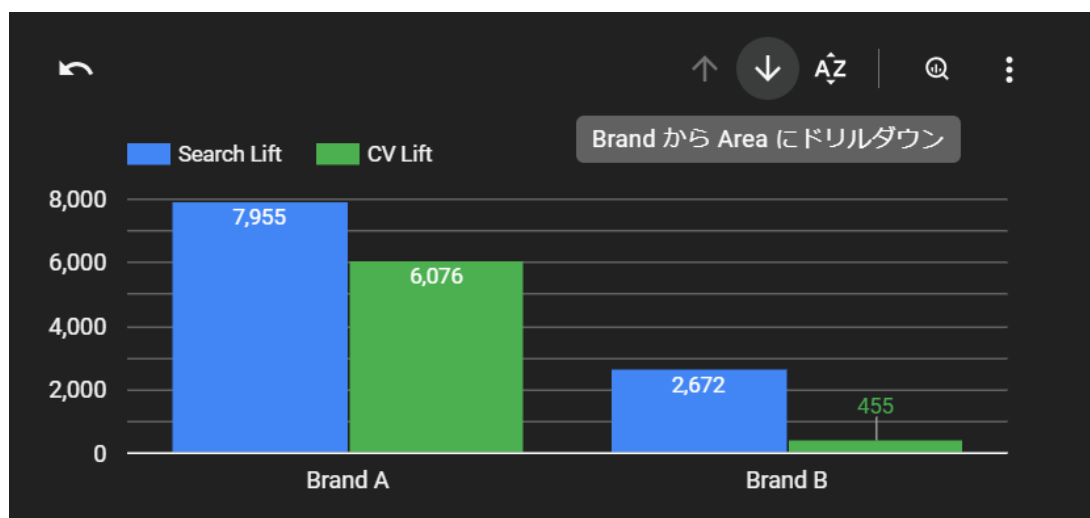 AZ
Brand から Area にドリルダウン
Search Lift CV Lift
8,000
7,955
6,000
6,076
4,000
2,000
2,672
455
0
Brand A Brand B